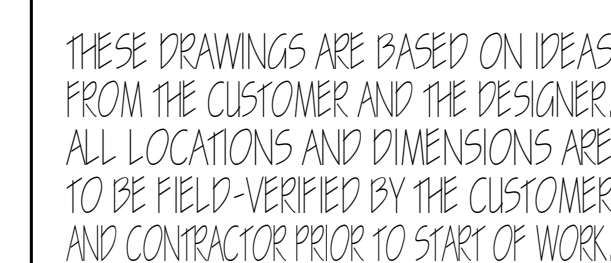 THESE DRAWINGS ARE BASED ON IDEAS
FROM THE CUSTOMER AND THE DESIGNER.
ALL LOCATIONS AND DIMENSIONS ARE
TO BE FIELD-VERIFIED BY THE CUSTOMER
AND CONTRACTOR PRIOR TO START OF WORK.